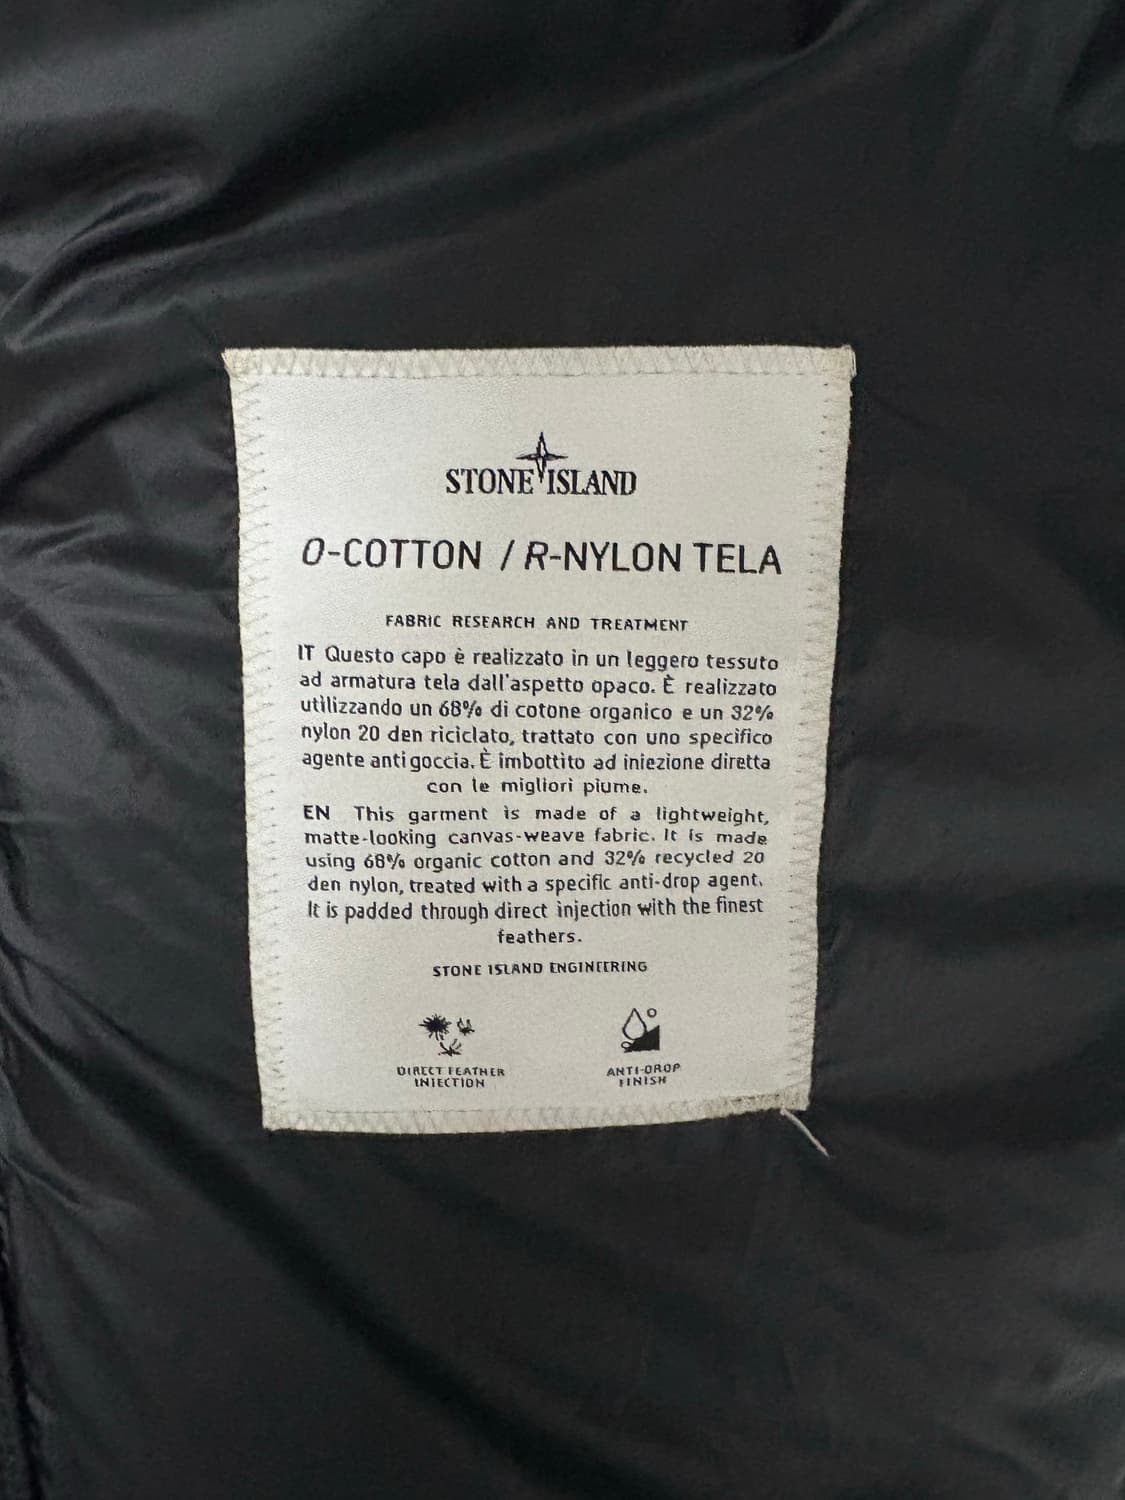 STONE ISLAND
O-COTTON / R-NYLON TELA
FABRIC RESEARCH AND TREATMENT
IT Questo capo è realizzato in un leggero tessuto
ad armatura tela dall'aspetto opaco. È realizzato
utilizzando un 68% di cotone organico e un 32%
nylon 20 den riciclato, trattato con uno specifico
agente antigoccia. È imbottito ad iniezione diretta
con le migliori piume.
EN This garment is made of a lightweight,
matte-looking canvas-weave fabric. It is made
using 68% organic cotton and 32% recycled 20
den nylon, treated with a specific anti-drop agent.
It is padded through direct injection with the finest
feathers.
STONE ISLAND ENGINEERING
DIRECT FEATHER
INJECTION
ANTI-DROP
FINISH